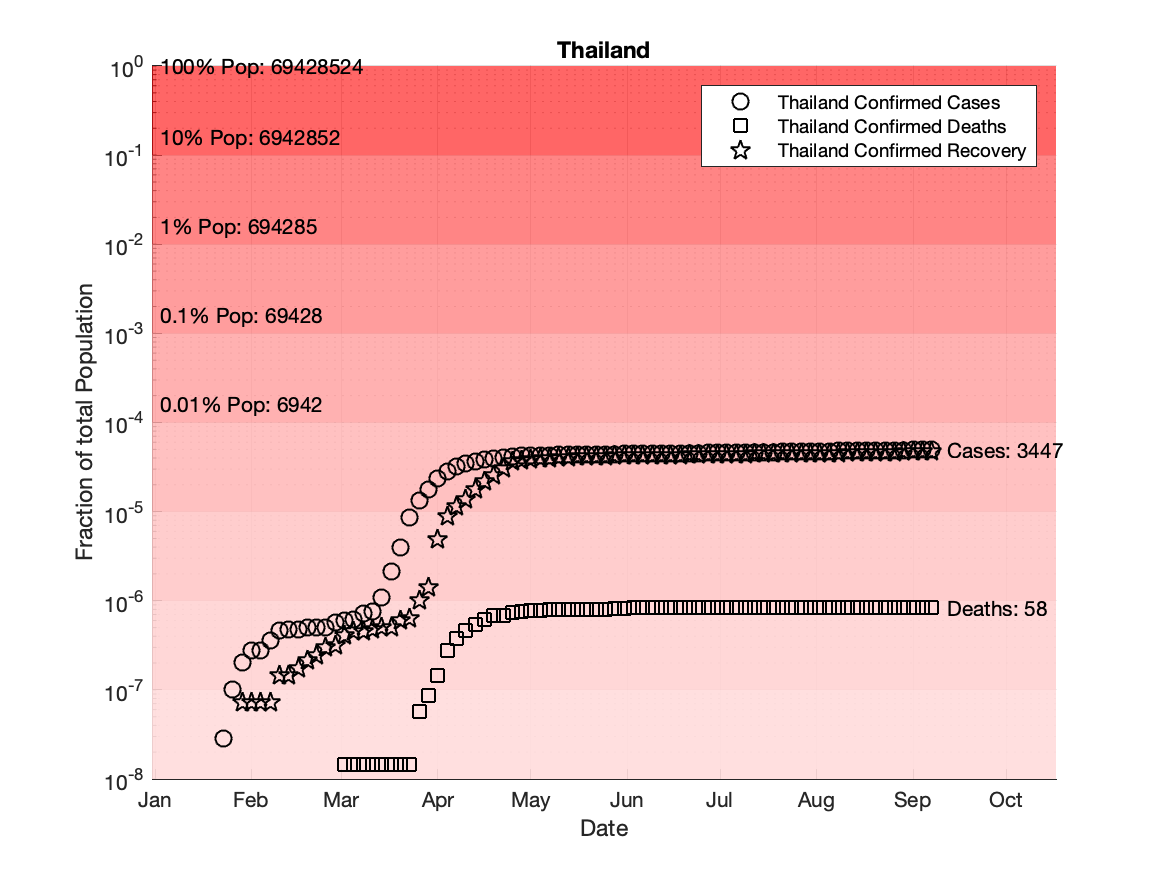 Thailand
10^0
100% Pop: 69428524
Thailand Confirmed Cases
Thailand Confirmed Deaths
Thailand Confirmed Recovery
10% Pop: 6942852
10^-1
1% Pop: 694285
10^-2
0.1% Pop: 69428
10^-3
0.01% Pop: 6942
10^-4
Cases: 3447
10^-5
10^-6
Deaths: 58
10^-7
10^-8
Fraction of total Population
Jan Feb Mar Apr May Jun Jul Aug Sep Oct
Date